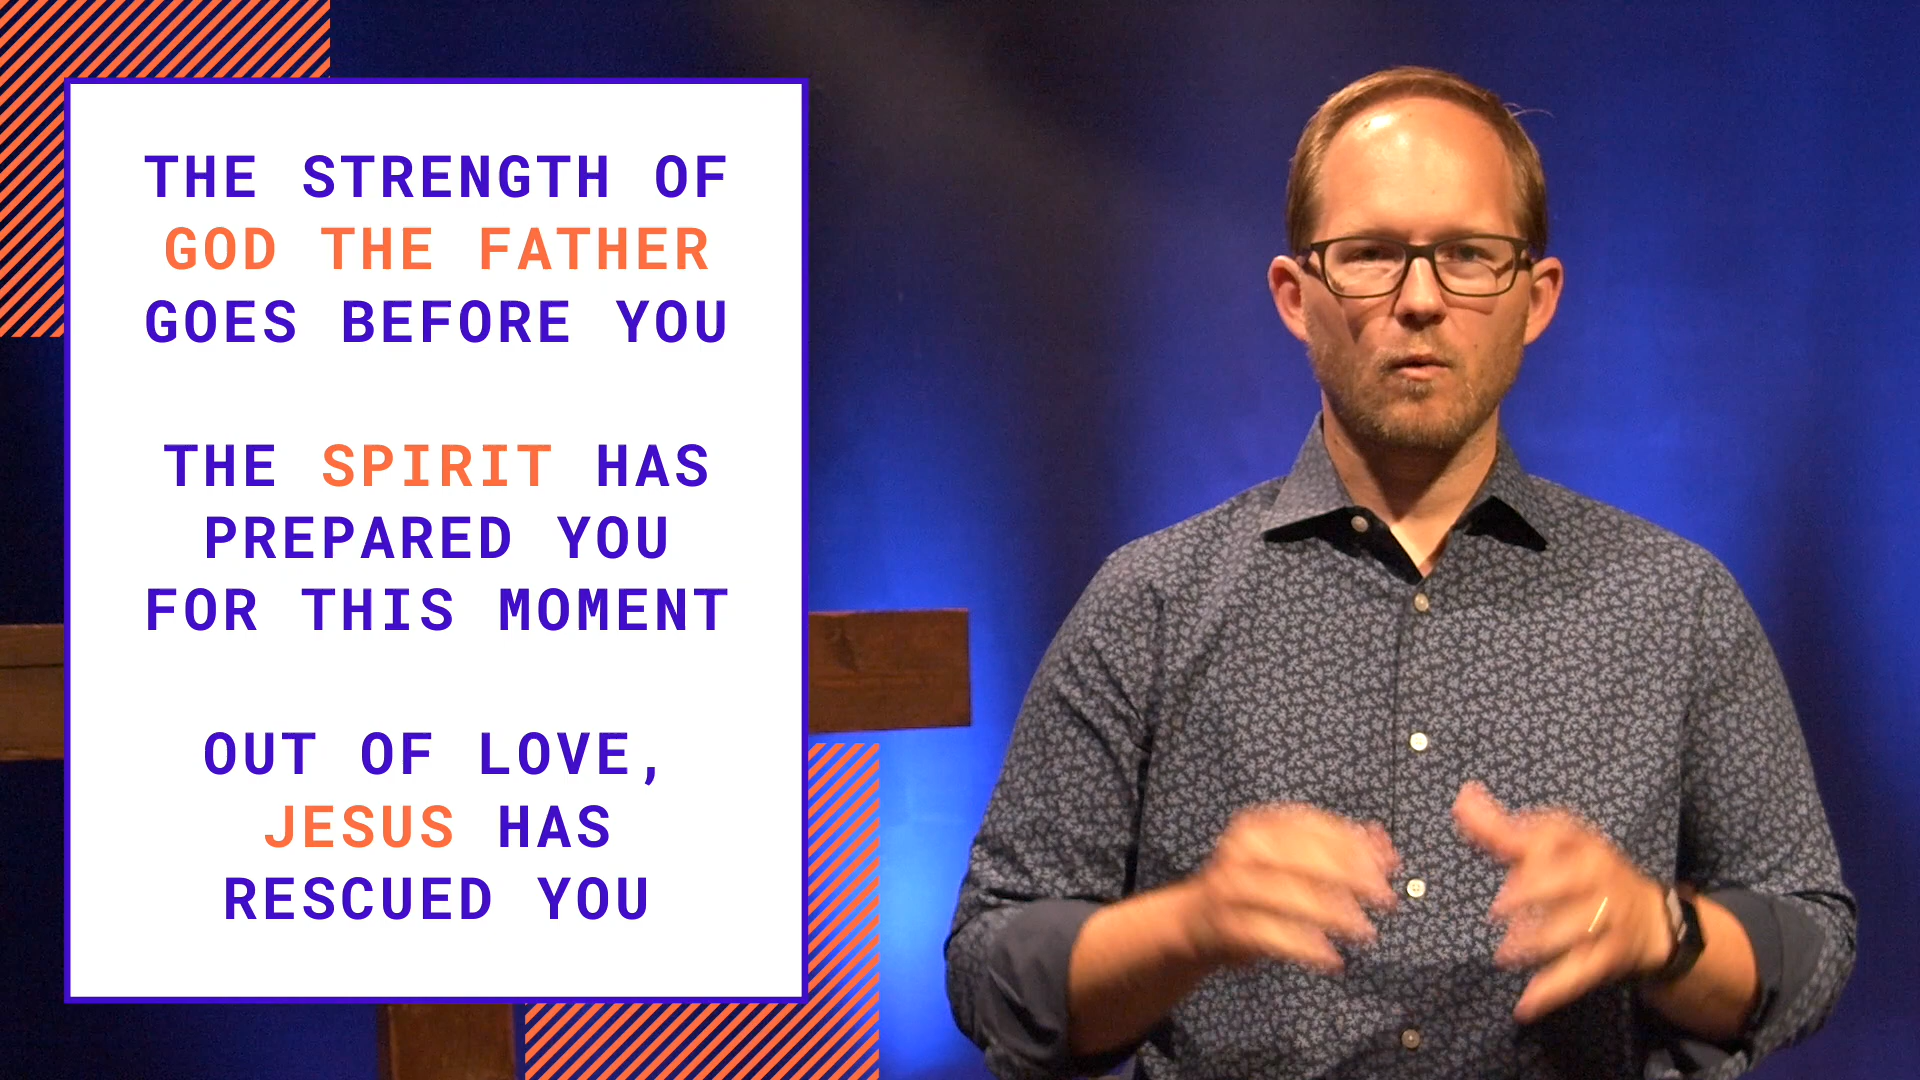 THE STRENGTH OF
GOD THE FATHER
GOES BEFORE YOU
THE SPIRIT HAS
PREPARED YOU
FOR THIS MOMENT
OUT OF LOVE,
JESUS HAS
RESCUED YOU